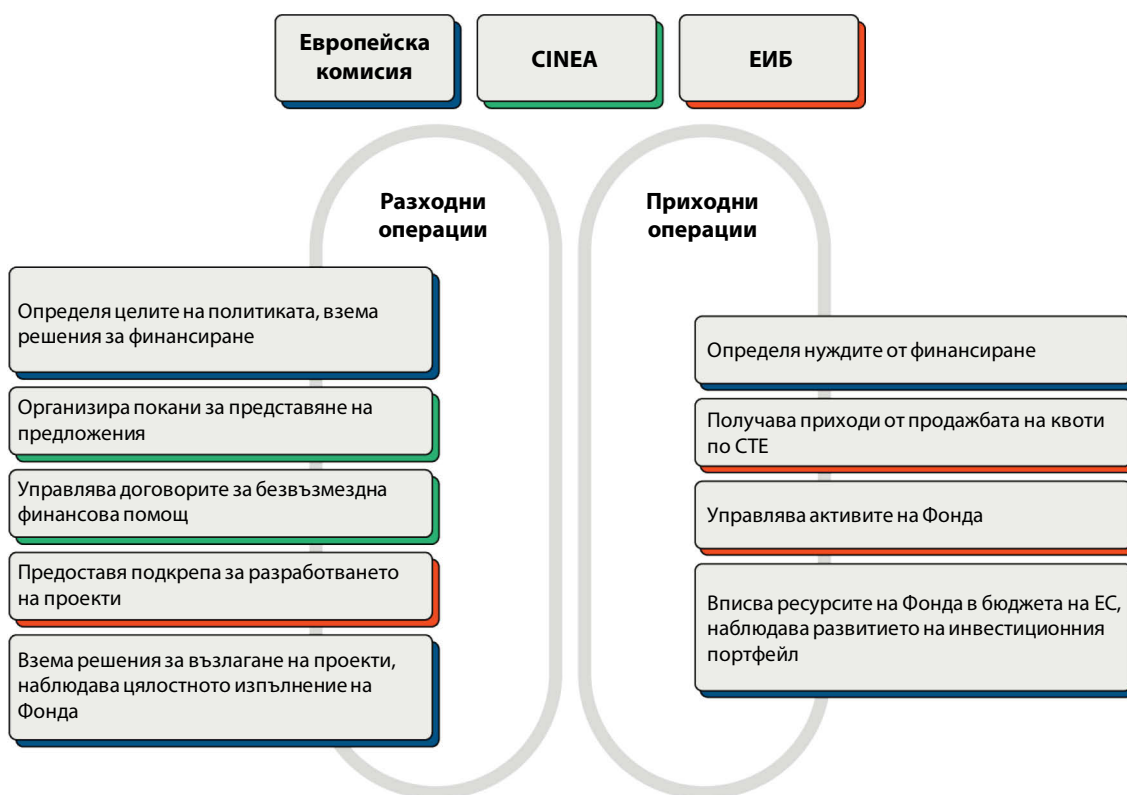 Европейска
комисия
CINEA
ЕИБ
Разходни
операции
Приходни
операции
Определя целите на политиката, взема
решения за финансиране
Организира покани за представяне на
предложения
Управлява договорите за безвъзмездна
финансова помощ
Предоставя подкрепа за разработването
на проекти
Взема решения за възлагане на проекти,
наблюдава цялостното изпълнение на
Фонда
Определя нуждите от финансиране
Получава приходи от продажбата на квоти
по СТЕ
Управлява активите на Фонда
Вписва ресурсите на Фонда в бюджета на ЕС,
наблюдава развитието на инвестиционния
портфейл